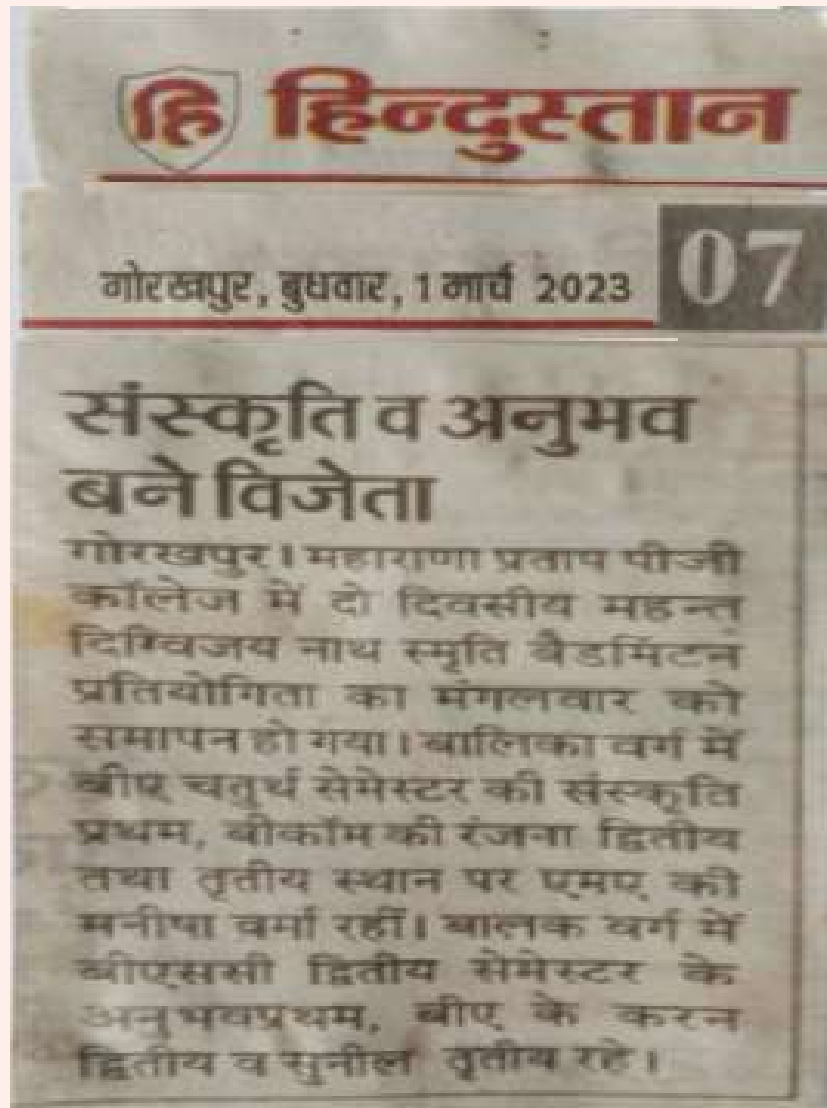 हि हिन्दुस्तान
गोरखपुर, बुधवार, 1 मार्च 2023 07
संस्कृति व अनुभव
बने विजेता
गोरखपुर। महाराणा प्रताप पीजी
कॉलेज में दो दिवसीय महन्त
दिग्विजय नाथ स्मृति बैडमिंटन
प्रतियोगिता का मंगलवार को
समापन हो गया। बालिका वर्ग में
बीए चतुर्थ सेमेस्टर की संस्कृति
प्रथम, बीकॉम की रंजना द्वितीय
तथा तृतीय स्थान पर एमए की
मनीषा वर्मा रहीं। बालक वर्ग में
बीएससी द्वितीय सेमेस्टर के
अनुभवप्रथम, बीए के करन
द्वितीय व सुनील तृतीय रहे।